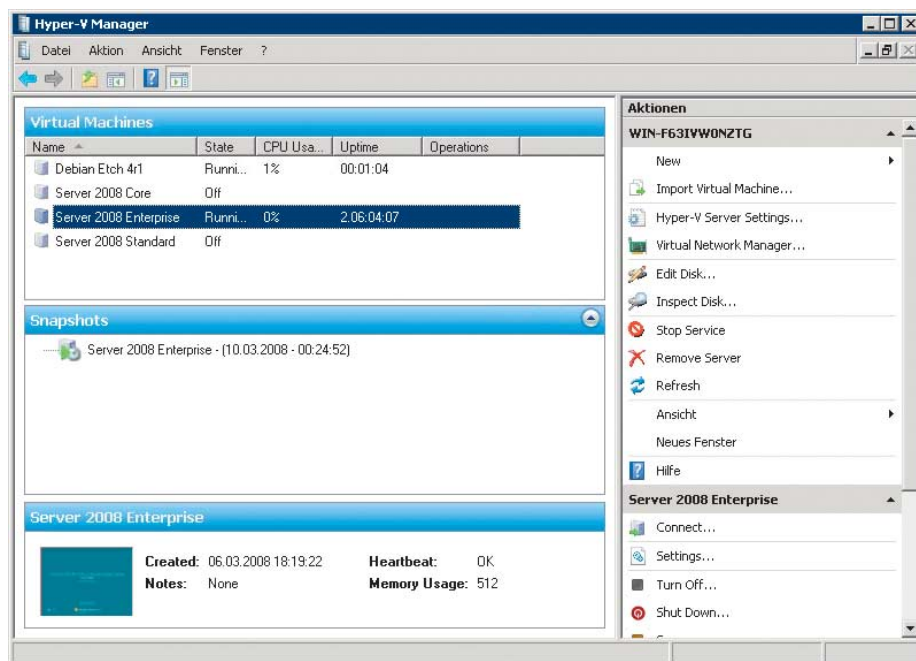 Hyper-V Manager
Datei Aktion Ansicht Fenster ?
Virtual Machines
Name State CPU Usa... Uptime Operations
Debian Etch 4r1 Runni... 1% 00:01:04
Server 2008 Core Off
Server 2008 Enterprise Runni... 0% 2.06:04:07
Server 2008 Standard Off
Snapshots
Server 2008 Enterprise - (10.03.2008 - 00:24:52)
Server 2008 Enterprise
Created: 06.03.2008 18:19:22 Heartbeat: OK
Notes: None Memory Usage: 512
Aktionen
WIN-F63IVW0NZTG
New
Import Virtual Machine...
Hyper-V Server Settings...
Virtual Network Manager...
Edit Disk...
Inspect Disk...
Stop Service
Remove Server
Refresh
Ansicht
Neues Fenster
Hilfe
Server 2008 Enterprise
Connect...
Settings...
Turn Off...
Shut Down...